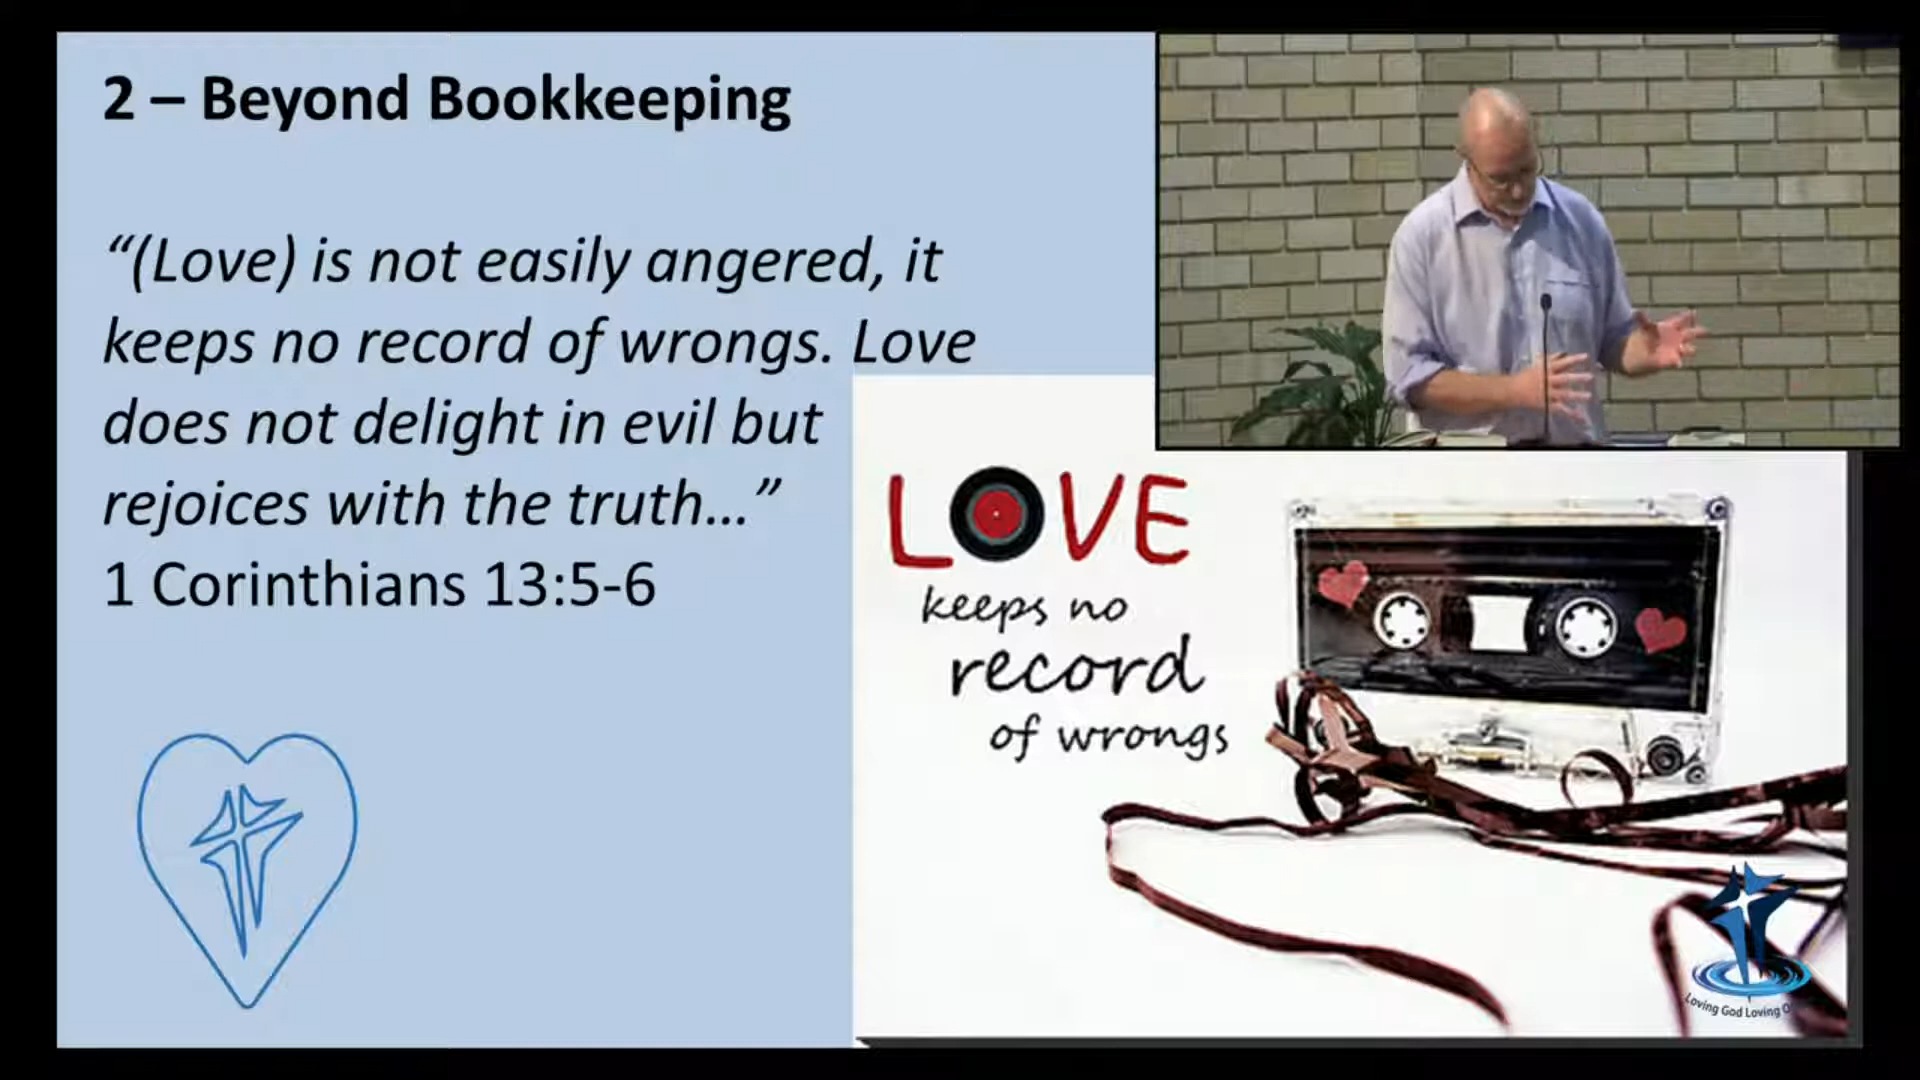 2 – Beyond Bookkeeping
“(Love) is not easily angered, it
keeps no record of wrongs. Love
does not delight in evil but
rejoices with the truth…”
1 Corinthians 13:5-6
LOVE
keeps no
record
of wrongs
Loving God Loving